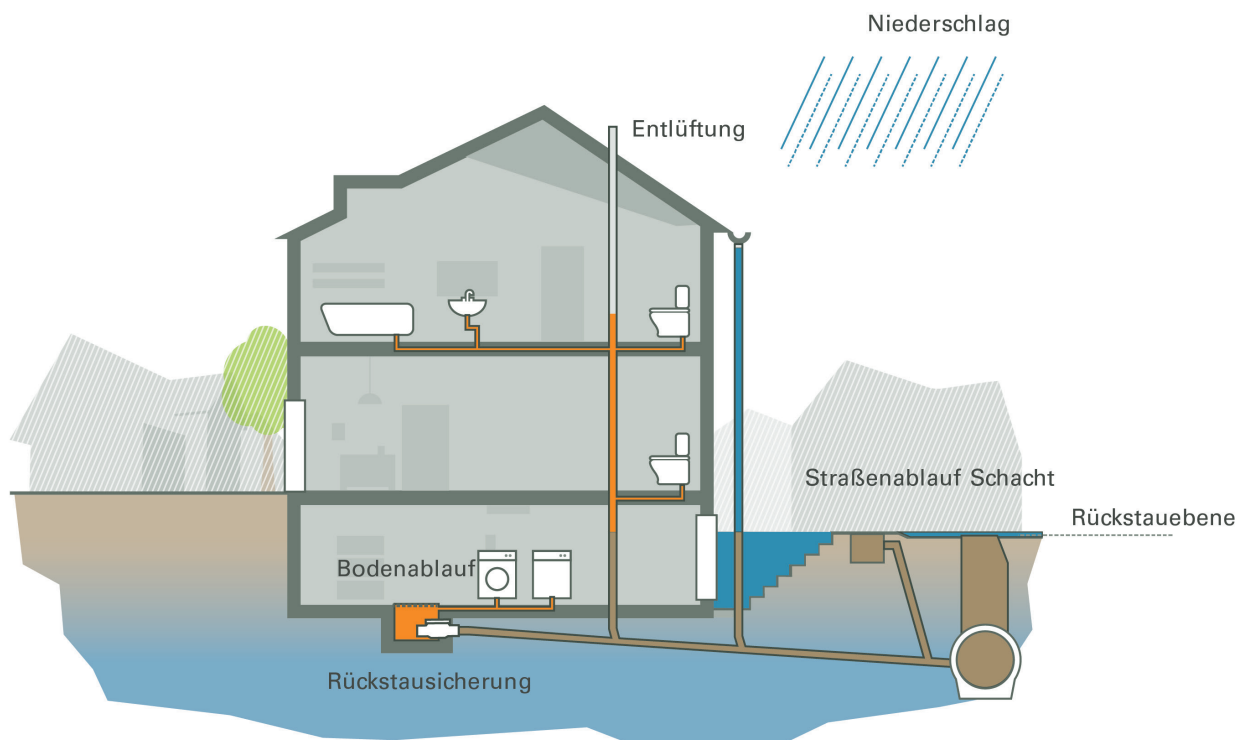 Niederschlag
Entlüftung
Straßenablauf Schacht
Rückstauebene
Bodenablauf
Rückstausicherung